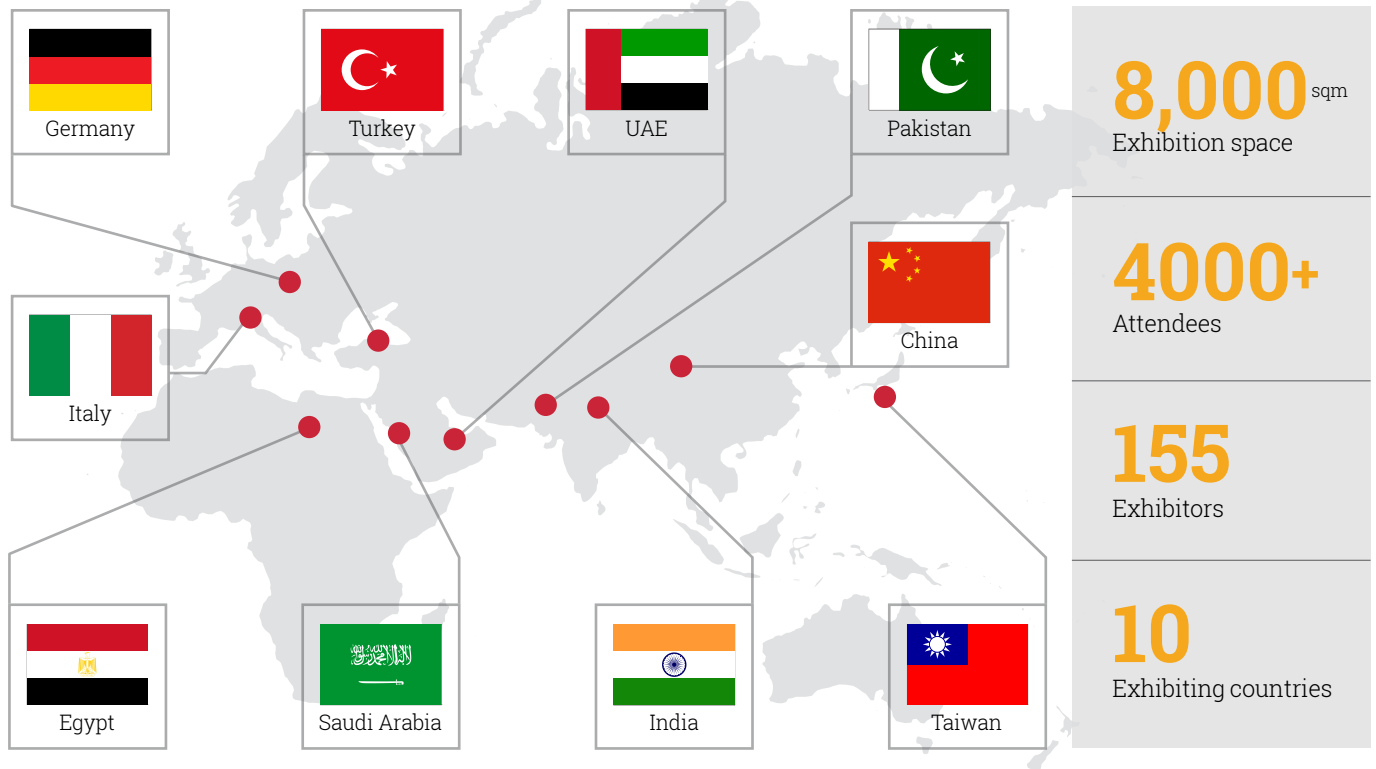 Germany
Turkey
UAE
Pakistan
China
Italy
Egypt
Saudi Arabia
India
Taiwan
8,000 sqm
Exhibition space
4000+
Attendees
155
Exhibitors
10
Exhibiting countries